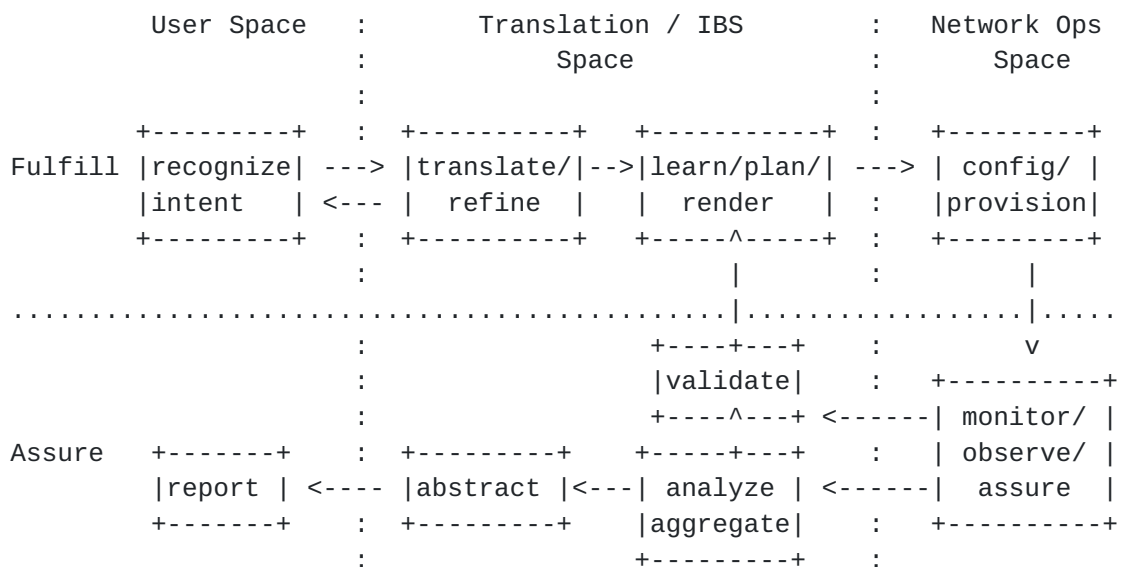 User Space   :       Translation / IBS        :   Network Ops
                      :            Space               :      Space
                      :                                :
        +---------+   :  +----------+   +-----------+  :   +---------+
Fulfill |recognize| ---> |translate/|-->|learn/plan/| ---> | config/ |
        |intent   | <--- |  refine  |   |  render   |  :   |provision|
        +---------+   :  +----------+   +-----^-----+  :   +---------+
                      :                       |        :        |
..............................................|.................|.....
                      :                  +----+---+    :        v
                      :                  |validate|    :  +----------+
                      :                  +----^---+ <-----| monitor/ |
Assure   +-------+    :  +---------+    +-----+---+    :  | observe/ |
         |report | <---- |abstract |<---| analyze | <-----|  assure  |
         +-------+    :  +---------+    |aggregate|    :  +----------+
                      :                 +---------+    :